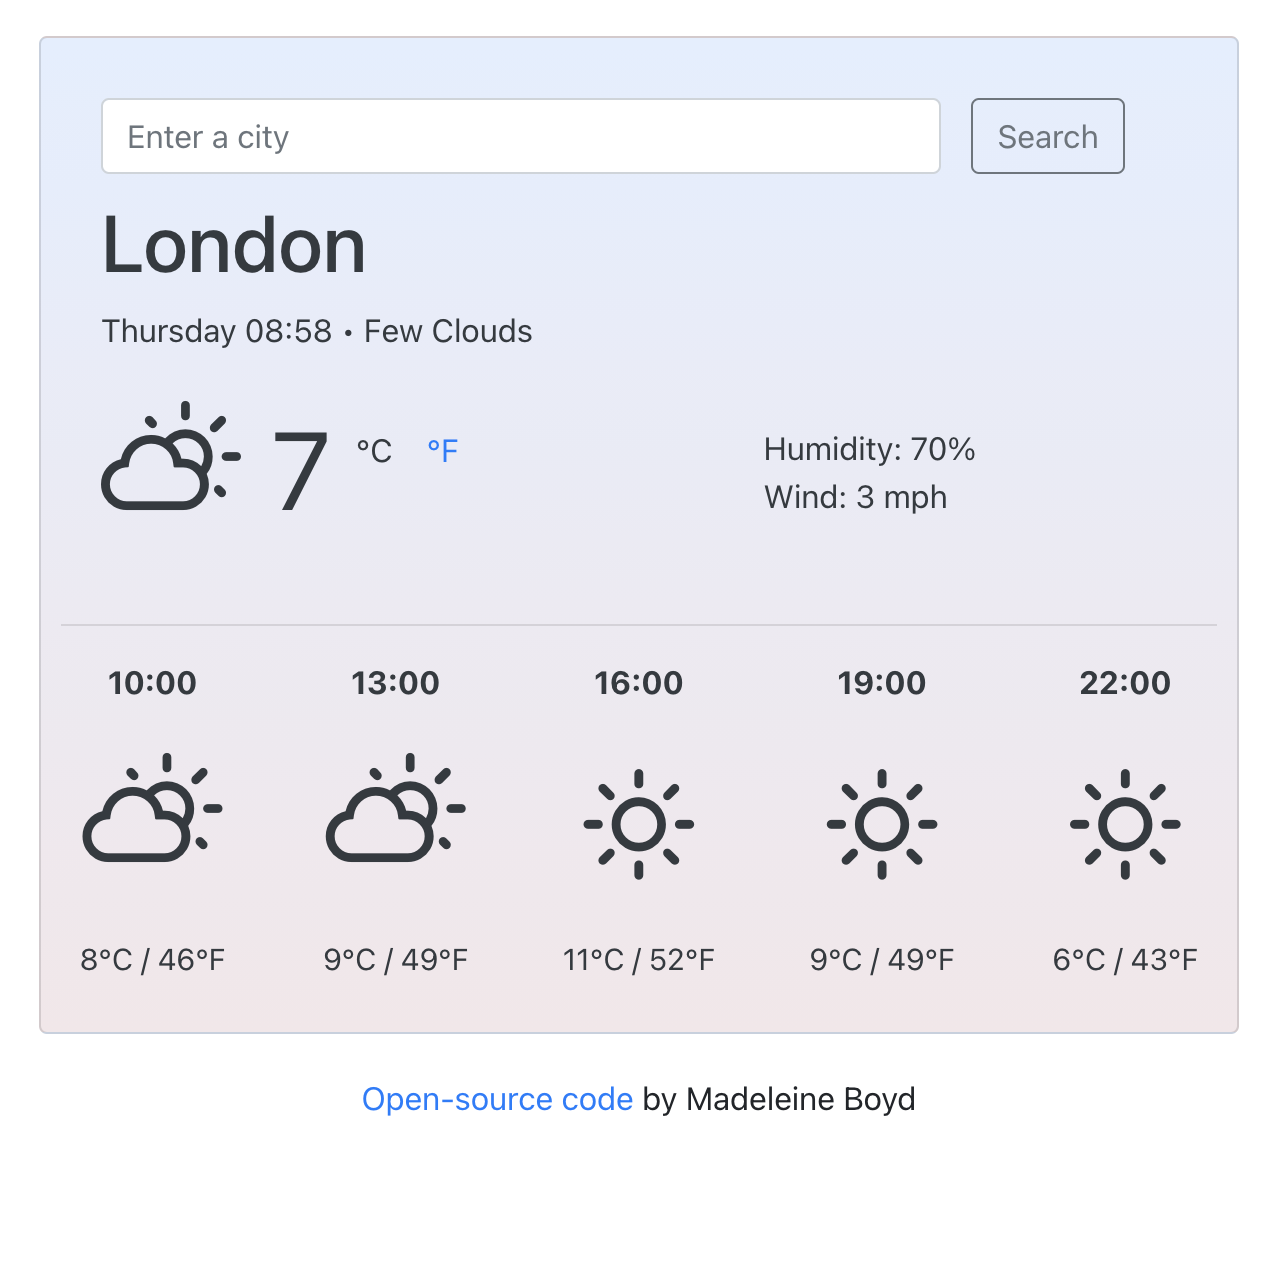 Enter a city
Search
London
Thursday 08:58 • Few Clouds
7 °C °F
Humidity: 70%
Wind: 3 mph
10:00 13:00 16:00 19:00 22:00
8°C / 46°F 9°C / 49°F 11°C / 52°F 9°C / 49°F 6°C / 43°F
Open-source code by Madeleine Boyd